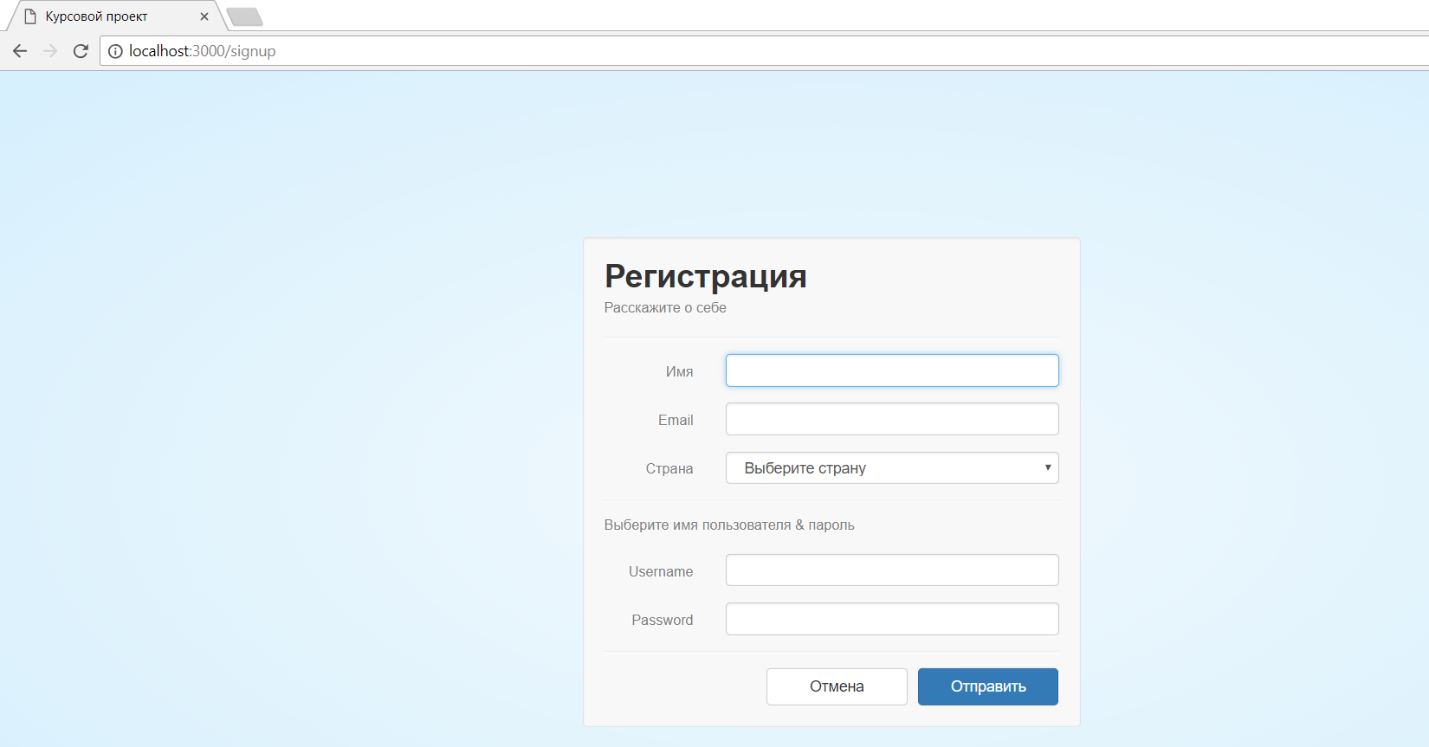 Курсовой проект
localhost:3000/signup
Регистрация
Расскажите о себе
Имя
Email
Страна Выберите страну
Выберите имя пользователя & пароль
Username
Password
Отмена Отправить